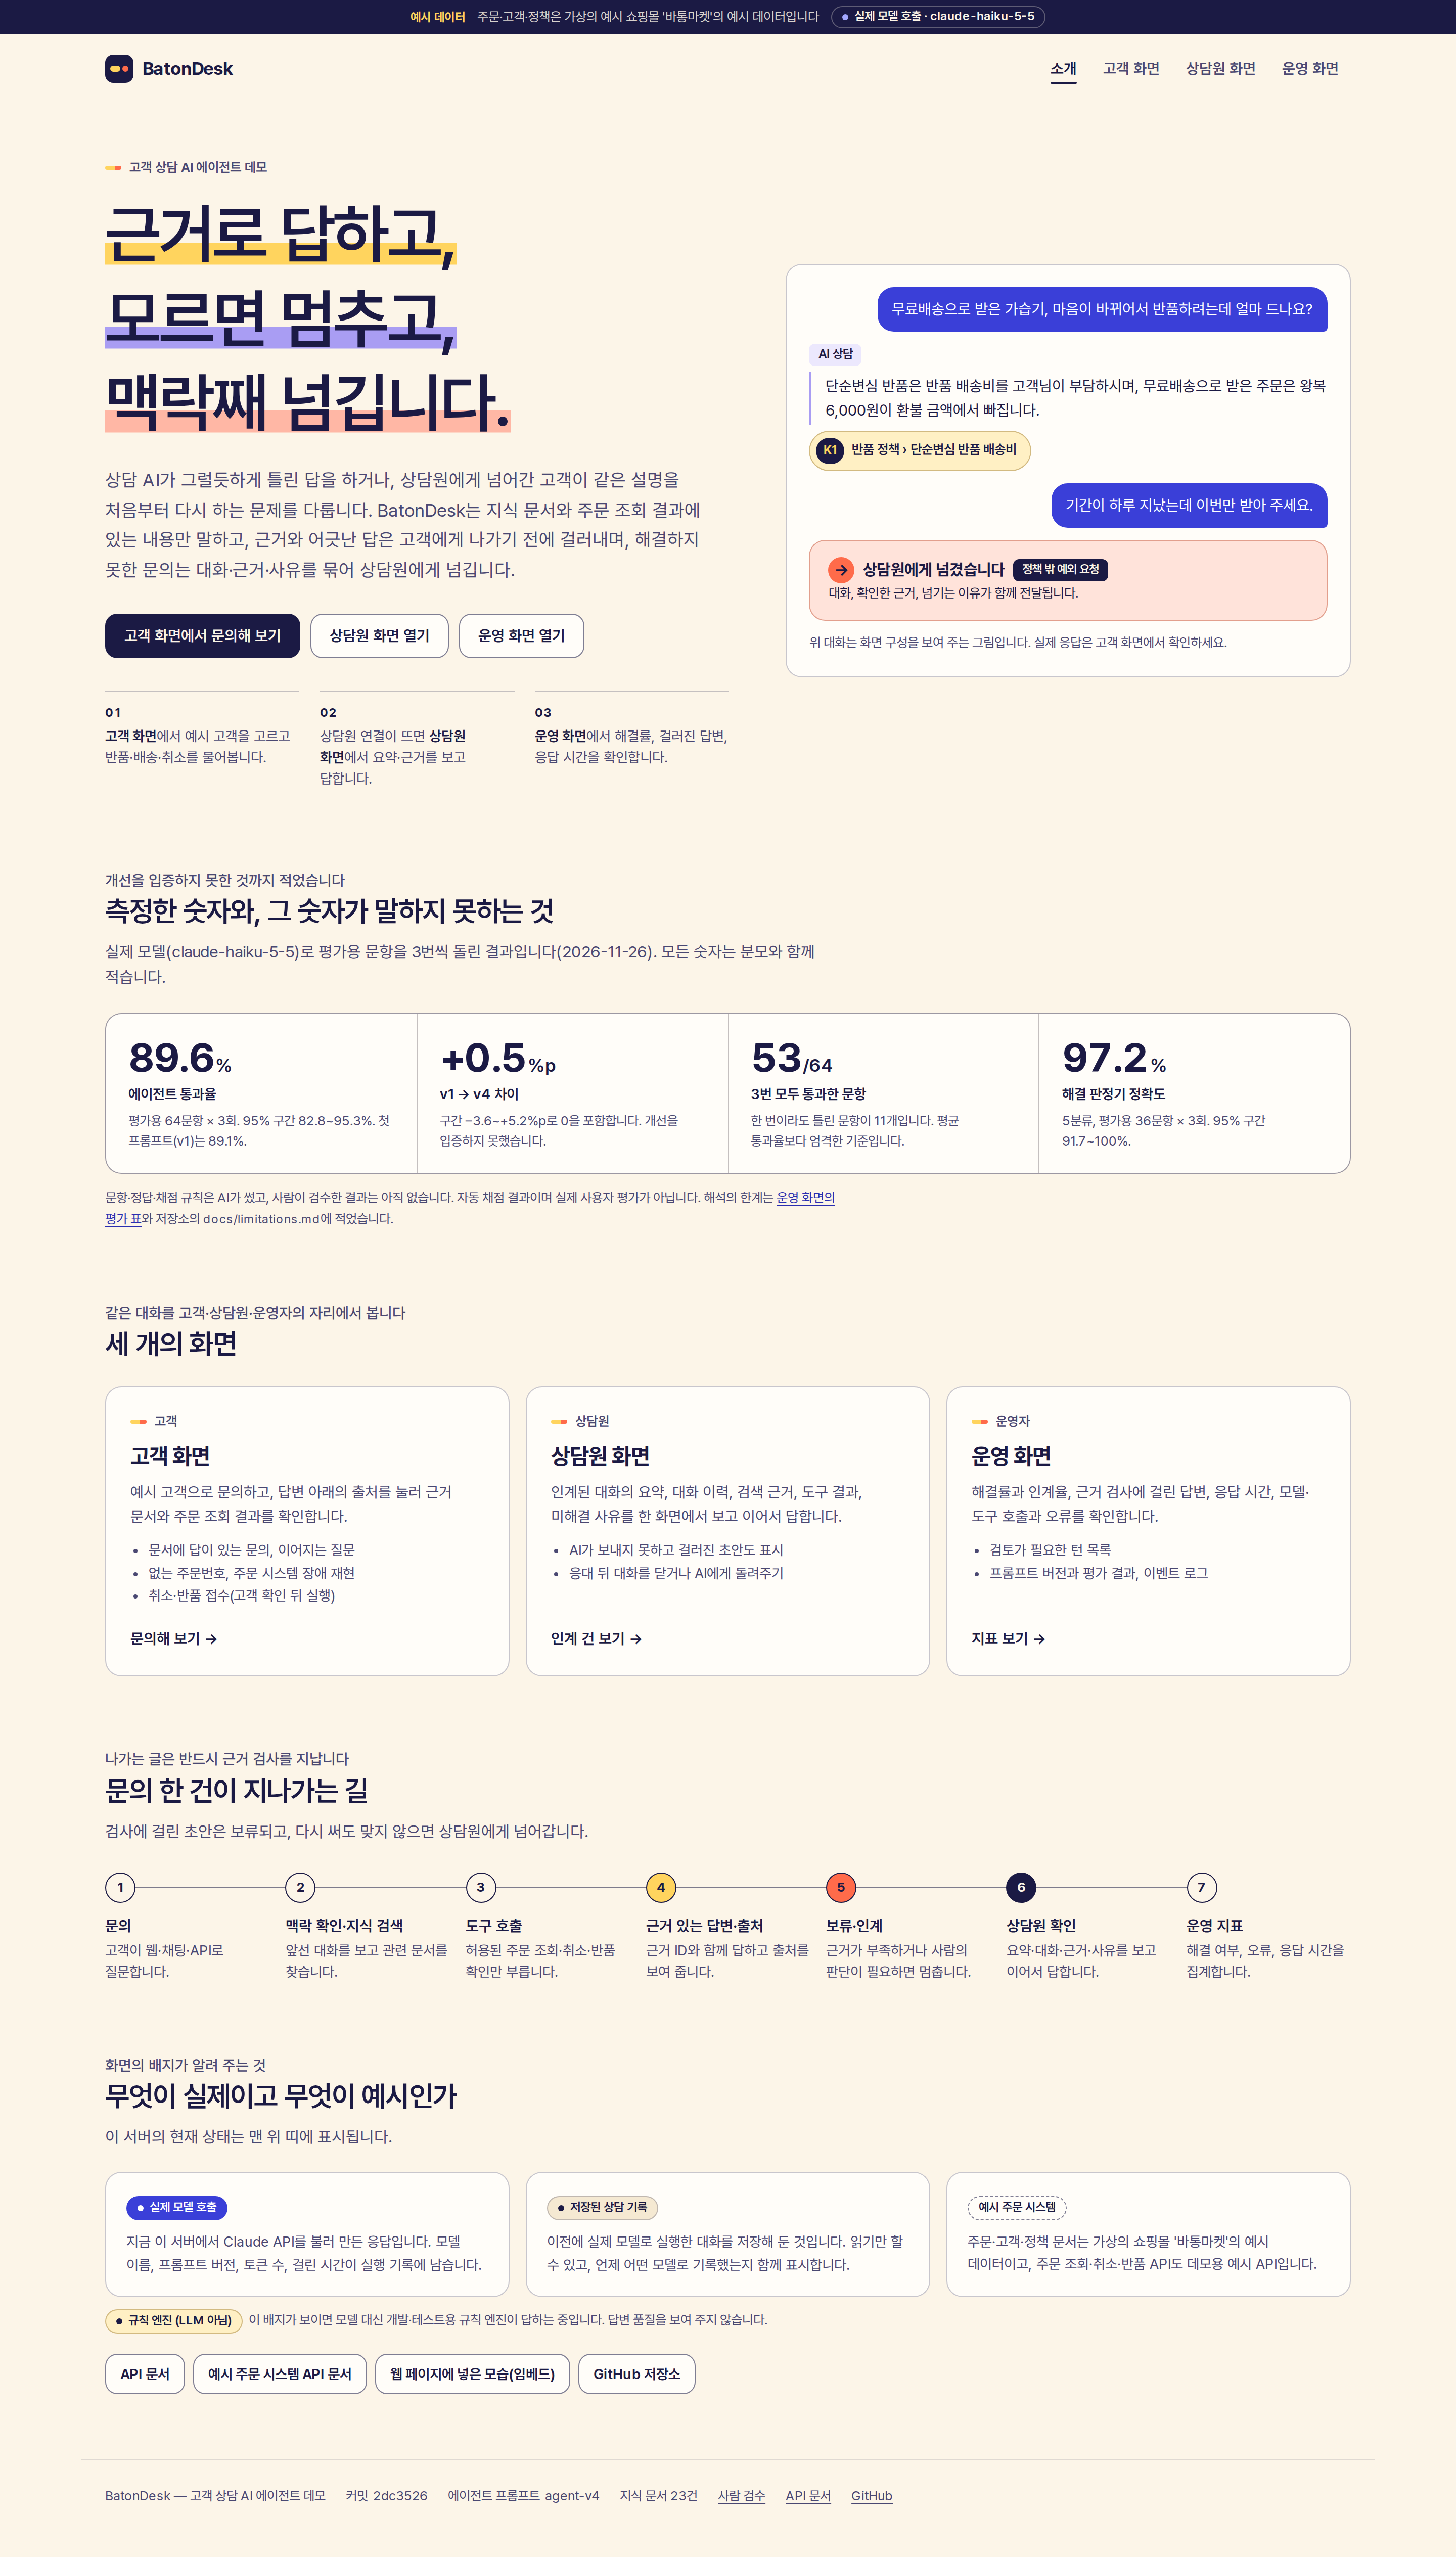 예시 데이터 주문·고객·정책은 가상의 예시 쇼핑몰 '바통마켓'의 예시 데이터입니다 실제 모델 호출 · claude-haiku-5-5
BatonDesk
소개 고객 화면 상담원 화면 운영 화면
고객 상담 AI 에이전트 데모
근거로 답하고,
모르면 멈추고,
맥락째 넘깁니다.
상담 AI가 그럴듯하게 틀린 답을 하거나, 상담원에게 넘어간 고객이 같은 설명을
처음부터 다시 하는 문제를 다룹니다. BatonDesk는 지식 문서와 주문 조회 결과에
있는 내용만 말하고, 근거와 어긋난 답은 고객에게 나가기 전에 걸러내며, 해결하지
못한 문의는 대화·근거·사유를 묶어 상담원에게 넘깁니다.
고객 화면에서 문의해 보기 상담원 화면 열기 운영 화면 열기
01
고객 화면에서 예시 고객을 고르고
반품·배송·취소를 물어봅니다.
02
상담원 연결이 뜨면 상담원
화면에서 요약·근거를 보고
답합니다.
03
운영 화면에서 해결률, 걸러진 답변,
응답 시간을 확인합니다.
무료배송으로 받은 가습기, 마음이 바뀌어서 반품하려는데 얼마 드나요?
AI 상담
단순변심 반품은 반품 배송비를 고객님이 부담하시며, 무료배송으로 받은 주문은 왕복
6,000원이 환불 금액에서 빠집니다.
K1 반품 정책 › 단순변심 반품 배송비
기간이 하루 지났는데 이번만 받아 주세요.
→ 상담원에게 넘겼습니다 정책 밖 예외 요청
대화, 확인한 근거, 넘기는 이유가 함께 전달됩니다.
위 대화는 화면 구성을 보여 주는 그림입니다. 실제 응답은 고객 화면에서 확인하세요.
개선을 입증하지 못한 것까지 적었습니다
측정한 숫자와, 그 숫자가 말하지 못하는 것
실제 모델(claude-haiku-5-5)로 평가용 문항을 3번씩 돌린 결과입니다(2026-11-26). 모든 숫자는 분모와 함께
적습니다.
89.6%
에이전트 통과율
평가용 64문항 × 3회. 95% 구간 82.8~95.3%. 첫
프롬프트(v1)는 89.1%.
+0.5%p
v1 → v4 차이
구간 −3.6~+5.2%p로 0을 포함합니다. 개선을
입증하지 못했습니다.
53/64
3번 모두 통과한 문항
한 번이라도 틀린 문항이 11개입니다. 평균
통과율보다 엄격한 기준입니다.
97.2%
해결 판정기 정확도
5분류, 평가용 36문항 × 3회. 95% 구간
91.7~100%.
문항·정답·채점 규칙은 AI가 썼고, 사람이 검수한 결과는 아직 없습니다. 자동 채점 결과이며 실제 사용자 평가가 아닙니다. 해석의 한계는 운영 화면의
평가 표와 저장소의 docs/limitations.md에 적었습니다.
같은 대화를 고객·상담원·운영자의 자리에서 봅니다
세 개의 화면
고객
고객 화면
예시 고객으로 문의하고, 답변 아래의 출처를 눌러 근거
문서와 주문 조회 결과를 확인합니다.
• 문서에 답이 있는 문의, 이어지는 질문
• 없는 주문번호, 주문 시스템 장애 재현
• 취소·반품 접수(고객 확인 뒤 실행)
문의해 보기 →
상담원
상담원 화면
인계된 대화의 요약, 대화 이력, 검색 근거, 도구 결과,
미해결 사유를 한 화면에서 보고 이어서 답합니다.
• AI가 보내지 못하고 걸러진 초안도 표시
• 응대 뒤 대화를 닫거나 AI에게 돌려주기
인계 건 보기 →
운영자
운영 화면
해결률과 인계율, 근거 검사에 걸린 답변, 응답 시간, 모델·
도구 호출과 오류를 확인합니다.
• 검토가 필요한 턴 목록
• 프롬프트 버전과 평가 결과, 이벤트 로그
지표 보기 →
나가는 글은 반드시 근거 검사를 지납니다
문의 한 건이 지나가는 길
검사에 걸린 초안은 보류되고, 다시 써도 맞지 않으면 상담원에게 넘어갑니다.
1
문의
고객이 웹·채팅·API로
질문합니다.
2
맥락 확인·지식 검색
앞선 대화를 보고 관련 문서를
찾습니다.
3
도구 호출
허용된 주문 조회·취소·반품
확인만 부릅니다.
4
근거 있는 답변·출처
근거 ID와 함께 답하고 출처를
보여 줍니다.
5
보류·인계
근거가 부족하거나 사람의
판단이 필요하면 멈춥니다.
6
상담원 확인
요약·대화·근거·사유를 보고
이어서 답합니다.
7
운영 지표
해결 여부, 오류, 응답 시간을
집계합니다.
화면의 배지가 알려 주는 것
무엇이 실제이고 무엇이 예시인가
이 서버의 현재 상태는 맨 위 띠에 표시됩니다.
실제 모델 호출
지금 이 서버에서 Claude API를 불러 만든 응답입니다. 모델
이름, 프롬프트 버전, 토큰 수, 걸린 시간이 실행 기록에 남습니다.
저장된 상담 기록
이전에 실제 모델로 실행한 대화를 저장해 둔 것입니다. 읽기만 할
수 있고, 언제 어떤 모델로 기록했는지 함께 표시합니다.
예시 주문 시스템
주문·고객·정책 문서는 가상의 쇼핑몰 '바통마켓'의 예시
데이터이고, 주문 조회·취소·반품 API도 데모용 예시 API입니다.
규칙 엔진 (LLM 아님) 이 배지가 보이면 모델 대신 개발·테스트용 규칙 엔진이 답하는 중입니다. 답변 품질을 보여 주지 않습니다.
API 문서 예시 주문 시스템 API 문서 웹 페이지에 넣은 모습(임베드) GitHub 저장소
BatonDesk — 고객 상담 AI 에이전트 데모 커밋 2dc3526 에이전트 프롬프트 agent-v4 지식 문서 23건 사람 검수 API 문서 GitHub